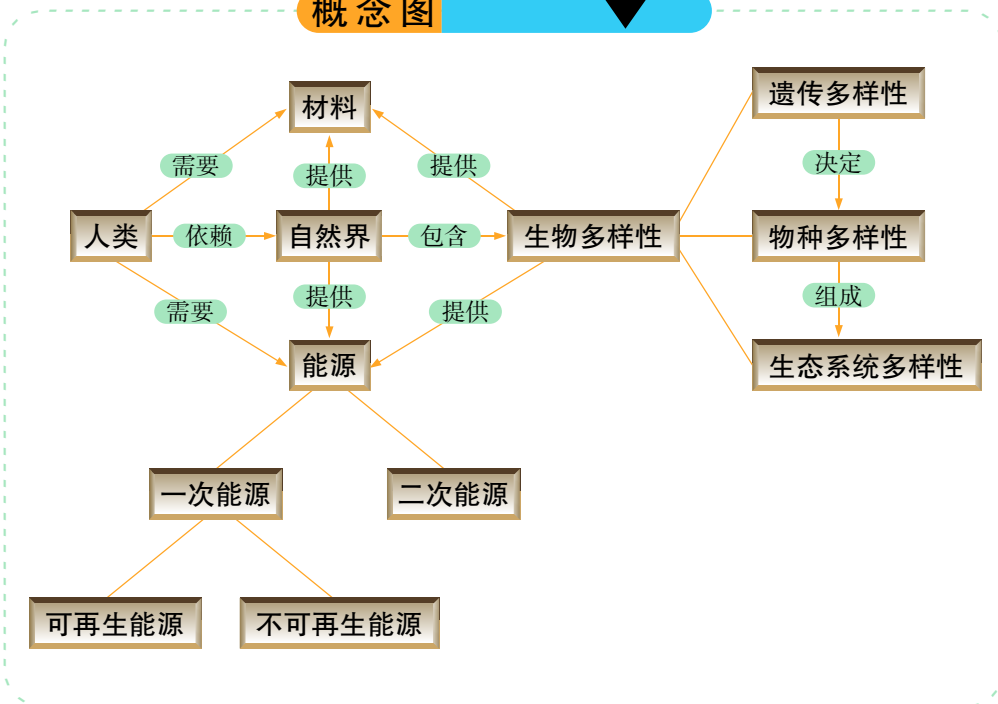 概念图
材料
遗传多样性
需要
提供
提供
决定
人类
依赖
自然界
包含
生物多样性
物种多样性
需要
提供
提供
组成
能源
生态系统多样性
一次能源
二次能源
可再生能源
不可再生能源